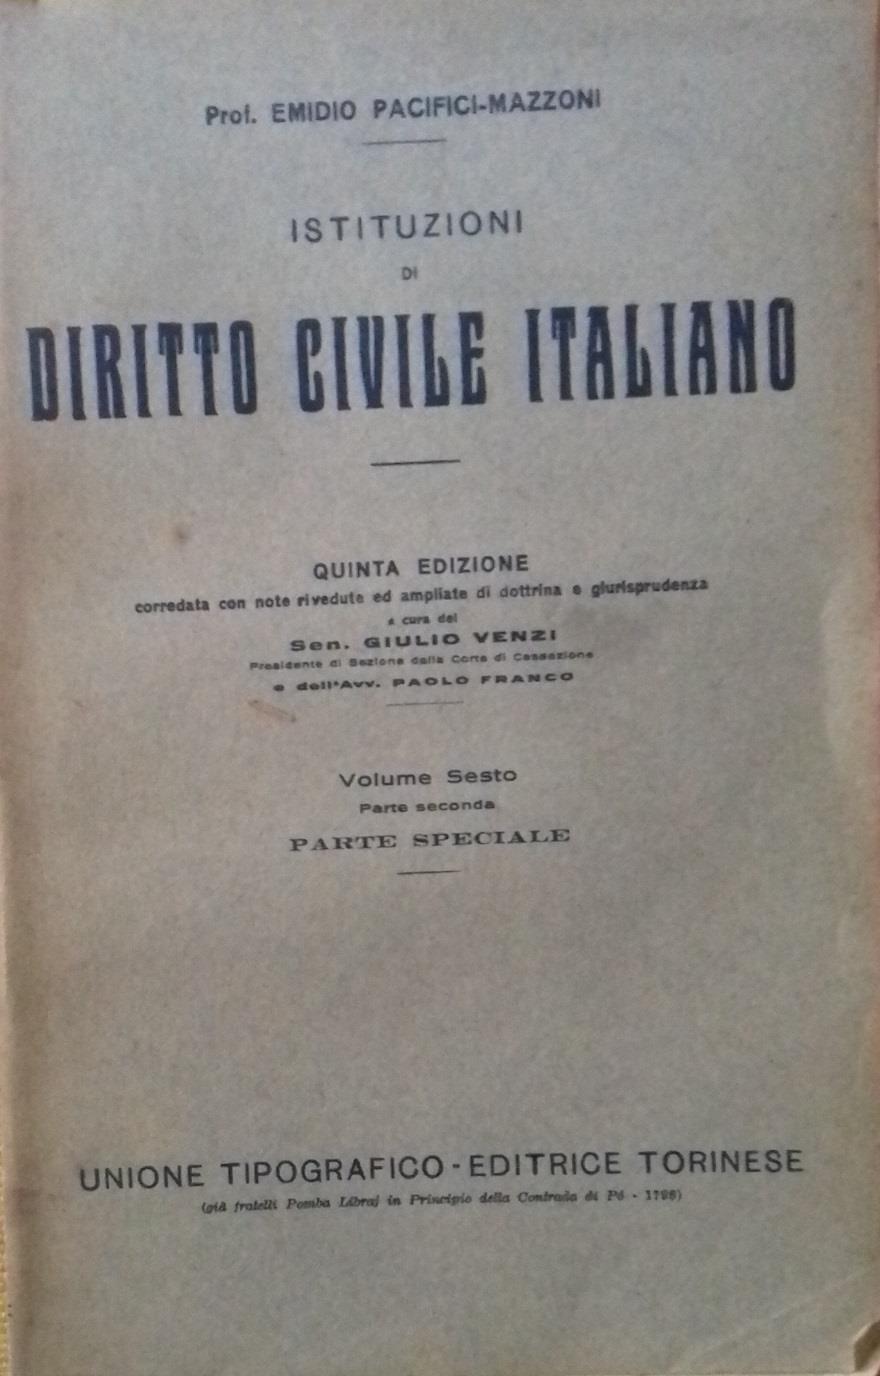 Prof. EMIDIO PACIFICI-MAZZONI
ISTITUZIONI
DI
DIRITTO CIVILE ITALIANO
QUINTA EDIZIONE
corredata con note rivedute ed ampliate di dottrina e giurisprudenza
a cura del
Sen. GIULIO VENZI
Presidente di Sezione della Corte di Cassazione
e dell'Avv. PAOLO FRANCO
Volume Sesto
Parte seconda
PARTE SPECIALE
UNIONE TIPOGRAFICO-EDITRICE TORINESE
(già fratelli Pomba Libraj in Principio della Contrada di Pò - 1796)